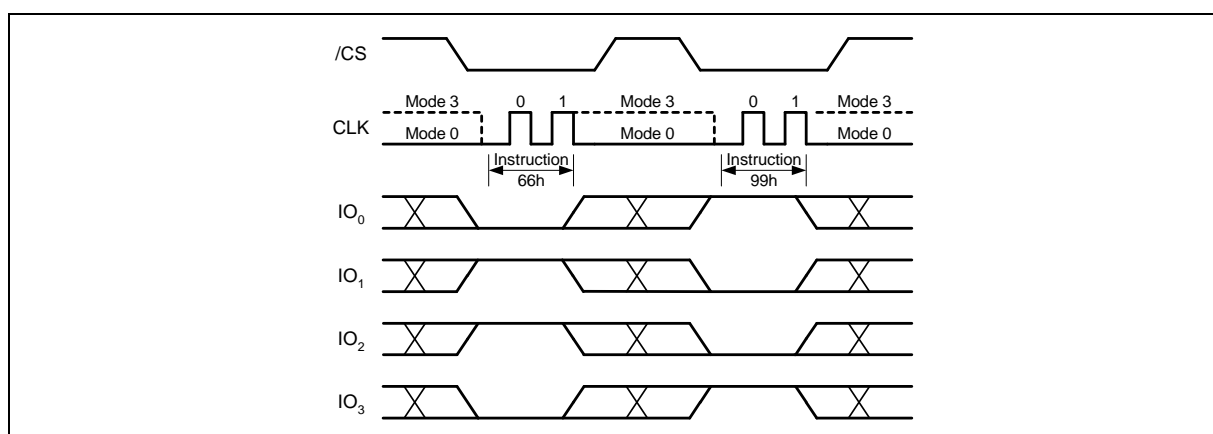 /CS
Mode 3 0 1 Mode 3 0 1 Mode 3
CLK Mode 0 Mode 0 Mode 0
Instruction Instruction
66h 99h
IO0
IO1
IO2
IO3